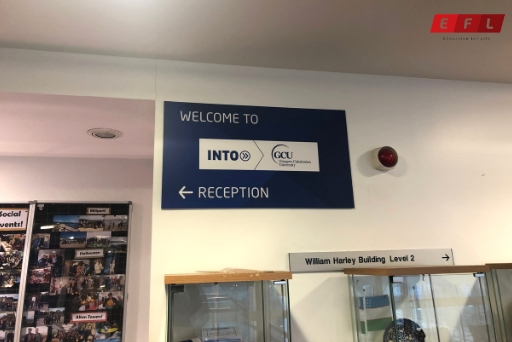 EFL
WELCOME TO
INTO
GCU
Glasgow Caledonian
University
← RECEPTION
Social
Events!
William Harley Building Level 2 →